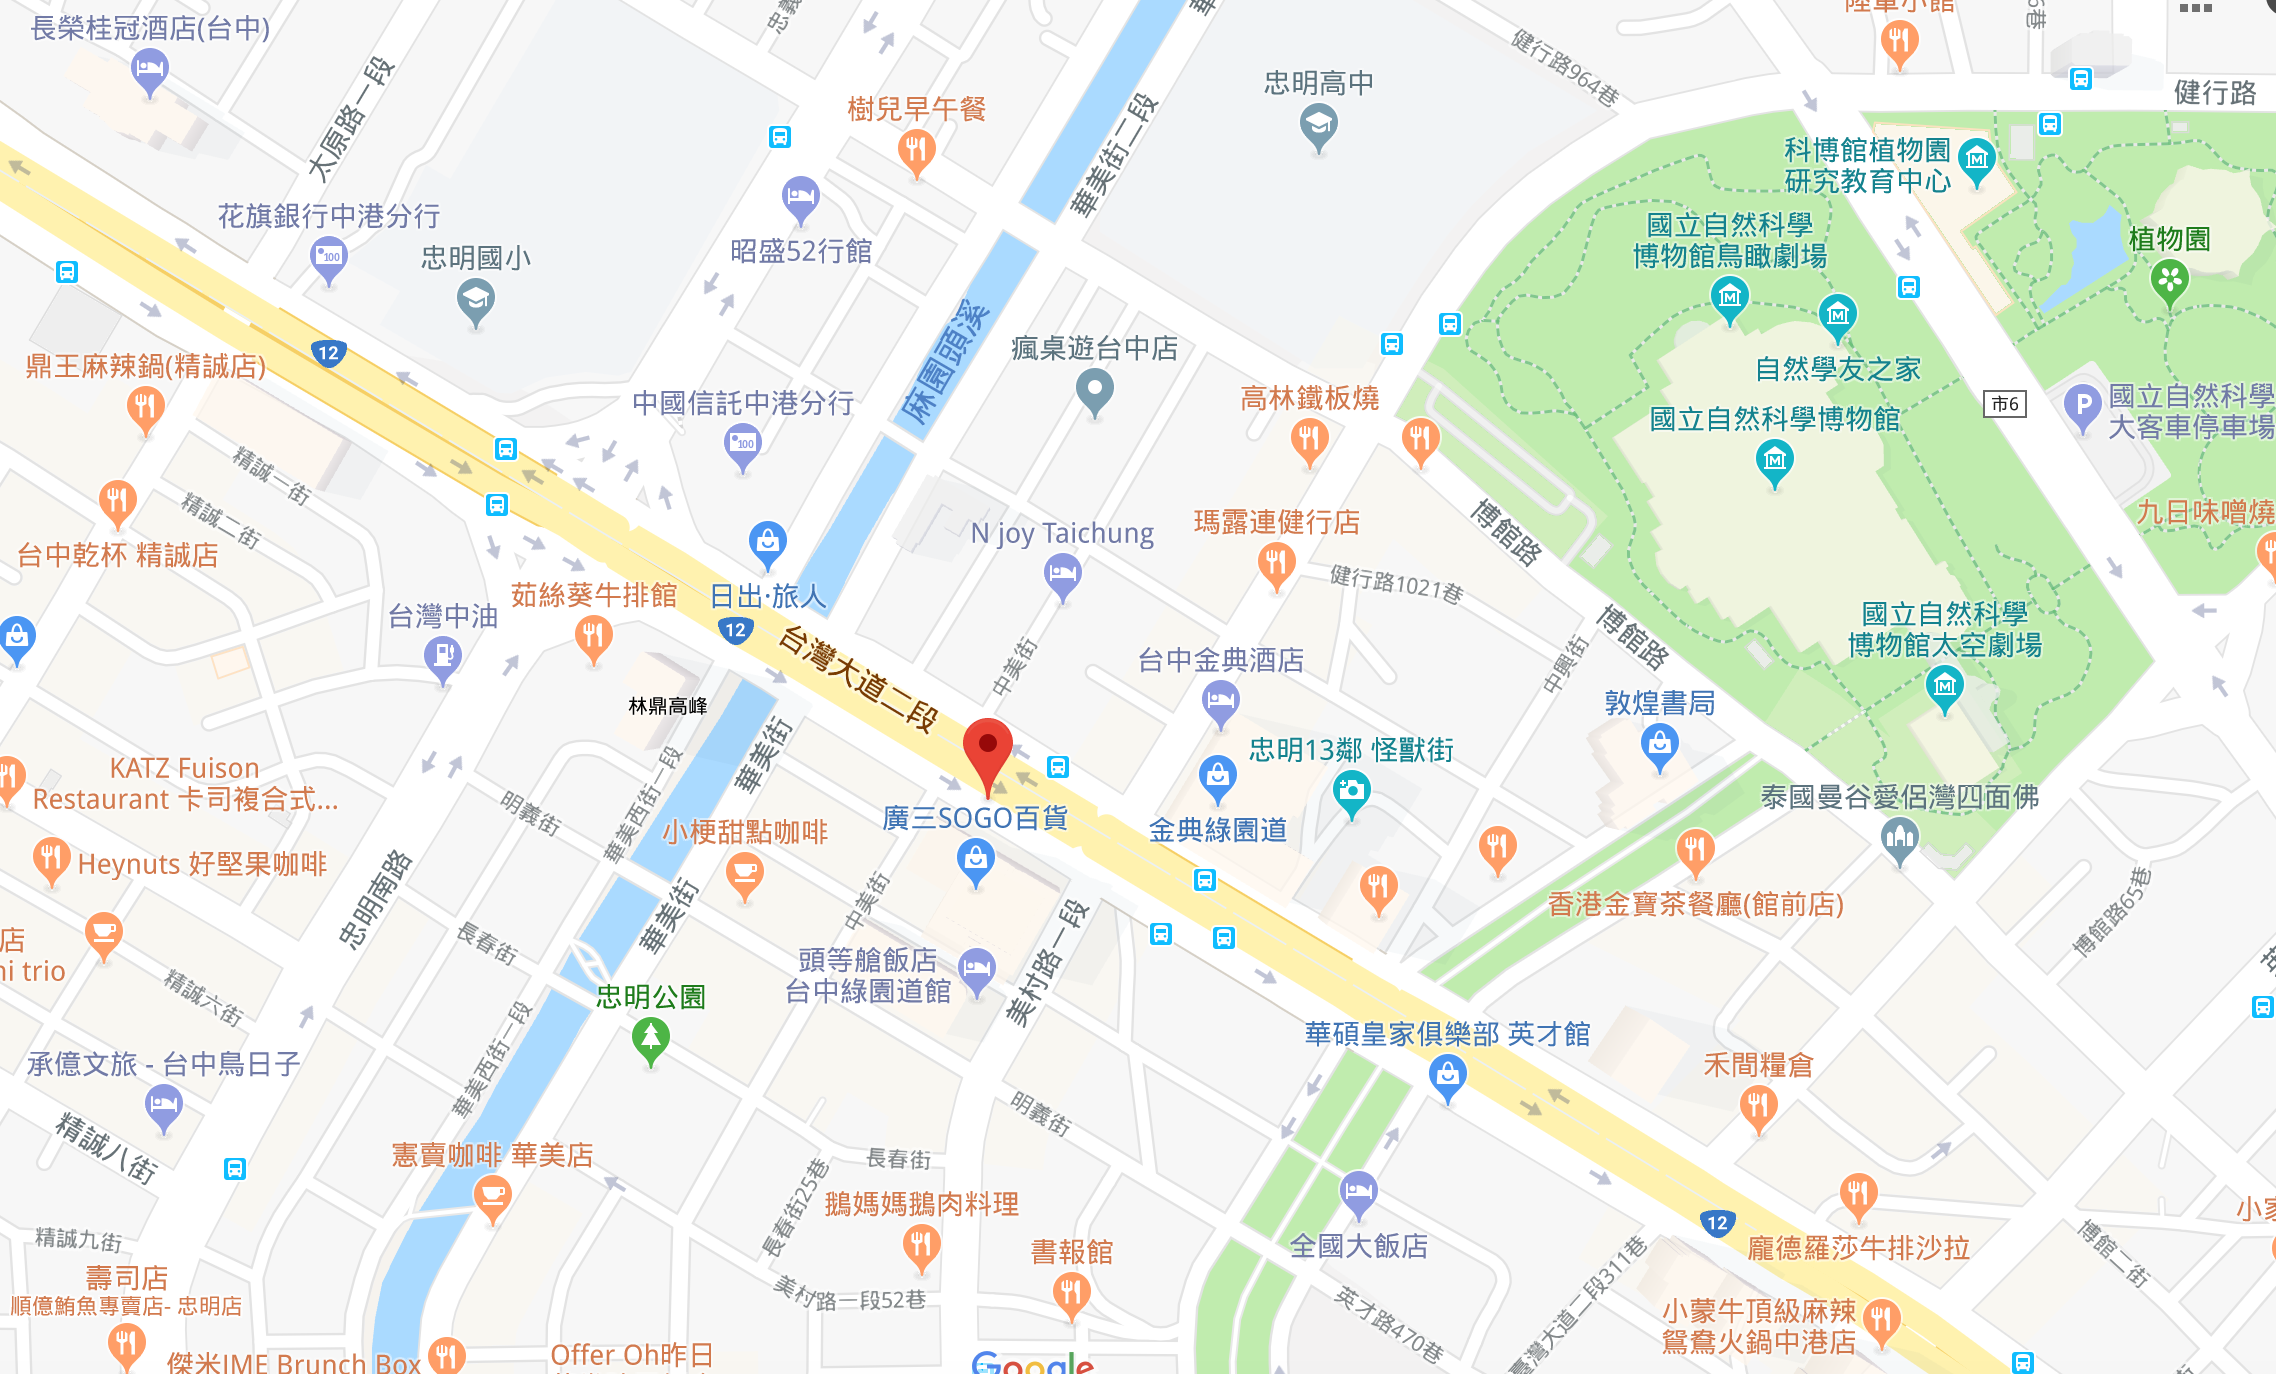 長榮桂冠酒店(台中)
太原路一段
樹兒早午餐
華美街二段
忠明高中
健行路964巷
健行路
科博館植物園
研究教育中心
花旗銀行中港分行
忠明國小
昭盛52行館
國立自然科學
博物館鳥瞰劇場
植物園
麻園頭溪
瘋桌遊台中店
自然學友之家
12
鼎王麻辣鍋(精誠店)
中國信託中港分行
高林鐵板燒
國立自然科學博物館
市6
國立自然科學
大客車停車場
精誠一街
精誠二街
台中乾杯 精誠店
N joy Taichung
瑪露連健行店
博館路
九日味噌燒
健行路1021巷
茹絲葵牛排館
日出·旅人
台灣中油
12
台灣大道二段
中美街
台中金典酒店
中興街
博館路
國立自然科學
博物館太空劇場
林鼎高峰
敦煌書局
華美街
忠明13鄰 怪獸街
KATZ Fuison
Restaurant 卡司複合式...
明義街
華美西街一段
廣三SOGO百貨
金典綠園道
泰國曼谷愛侶灣四面佛
小梗甜點咖啡
Heynuts 好堅果咖啡
忠明南路
華美街
中美街
香港金寶茶餐廳(館前店)
博館路65巷
店
ni trio
長春街
精誠六街
頭等艙飯店
台中綠園道館
美村路一段
忠明公園
華碩皇家俱樂部 英才館
承億文旅 - 台中鳥日子
華美西街一段
禾間糧倉
精誠八街
明義街
憲賣咖啡 華美店
長春街
長春街25巷
鵝媽媽鵝肉料理
精誠九街
書報館
全國大飯店
12
龐德羅莎牛排沙拉
博館二街
小家
壽司店
順億鮪魚專賣店- 忠明店
美村路一段52巷
英才路470巷
臺灣大道二段311巷
小蒙牛頂級麻辣
鴛鴦火鍋中港店
傑米IME Brunch Box
Offer Oh昨日
Google